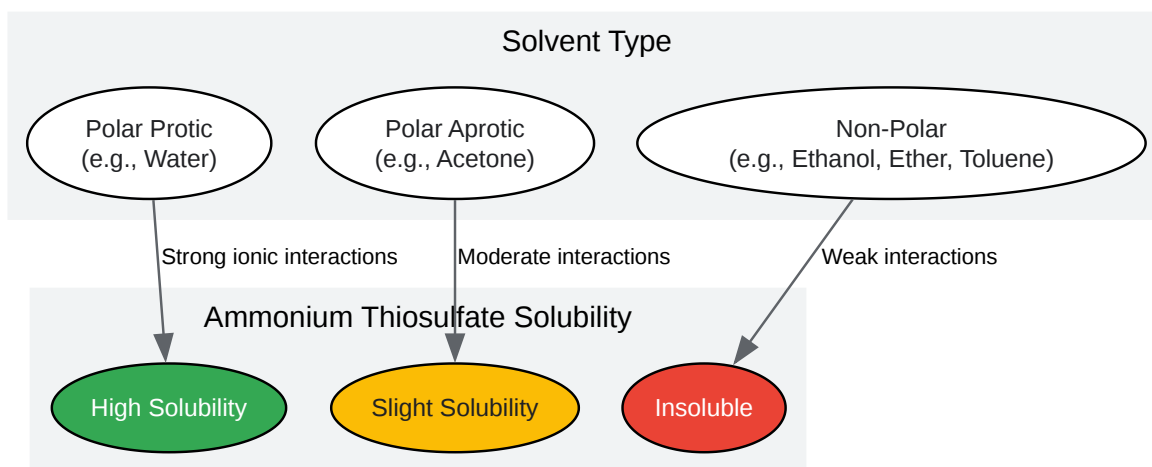 Solvent Type
Polar Protic
(e.g., Water)
Polar Aprotic
(e.g., Acetone)
Non-Polar
(e.g., Ethanol, Ether, Toluene)
Strong ionic interactions
Moderate interactions
Weak interactions
Ammonium Thiosulfate Solubility
High Solubility
Slight Solubility
Insoluble